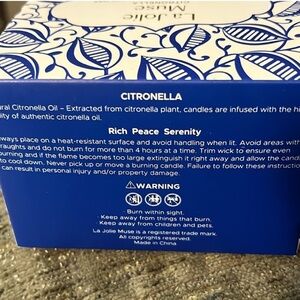 La Jolie
Muse
CITRONELLA
CITRONELLA
ral Citronella Oil – Extracted from citronella plant, candles are infused with the h
lity of authentic citronella oil.
Rich Peace Serenity
ways place on a heat-resistant surface and avoid handling when lit. Avoid areas with
raughts and do not burn for more than 4 hours at a time. Trim wick to ensure even
burning and if the flame becomes too large extinguish it right away and allow the candle
to cool down. Never pick up or move a burning candle. Failure to follow these instructio
can result in personal injury and/or property damage.
⚠WARNING
Burn within sight.
Keep away from things that burn.
Keep away from children and pets.
La Jolie Muse is a registered trade mark.
All copyrights reserved.
Made in China